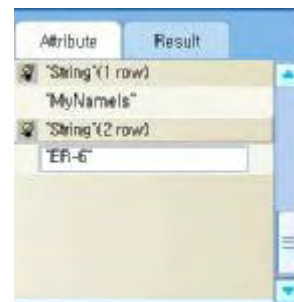 Attribute Result
"String"(1 row)
"MyNameIs"
"String"(2 row)
"ER-6"